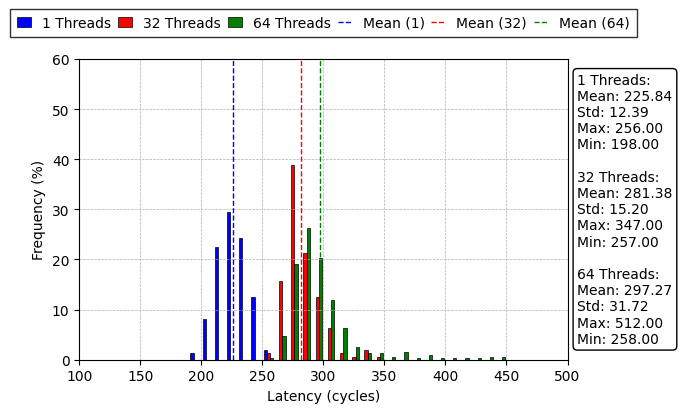 1 Threads 32 Threads 64 Threads Mean (1) Mean (32) Mean (64)
60
50
40
30
20
10
0
Frequency (%)
100 150 200 250 300 350 400 450 500
Latency (cycles)
1 Threads:
Mean: 225.84
Std: 12.39
Max: 256.00
Min: 198.00
32 Threads:
Mean: 281.38
Std: 15.20
Max: 347.00
Min: 257.00
64 Threads:
Mean: 297.27
Std: 31.72
Max: 512.00
Min: 258.00